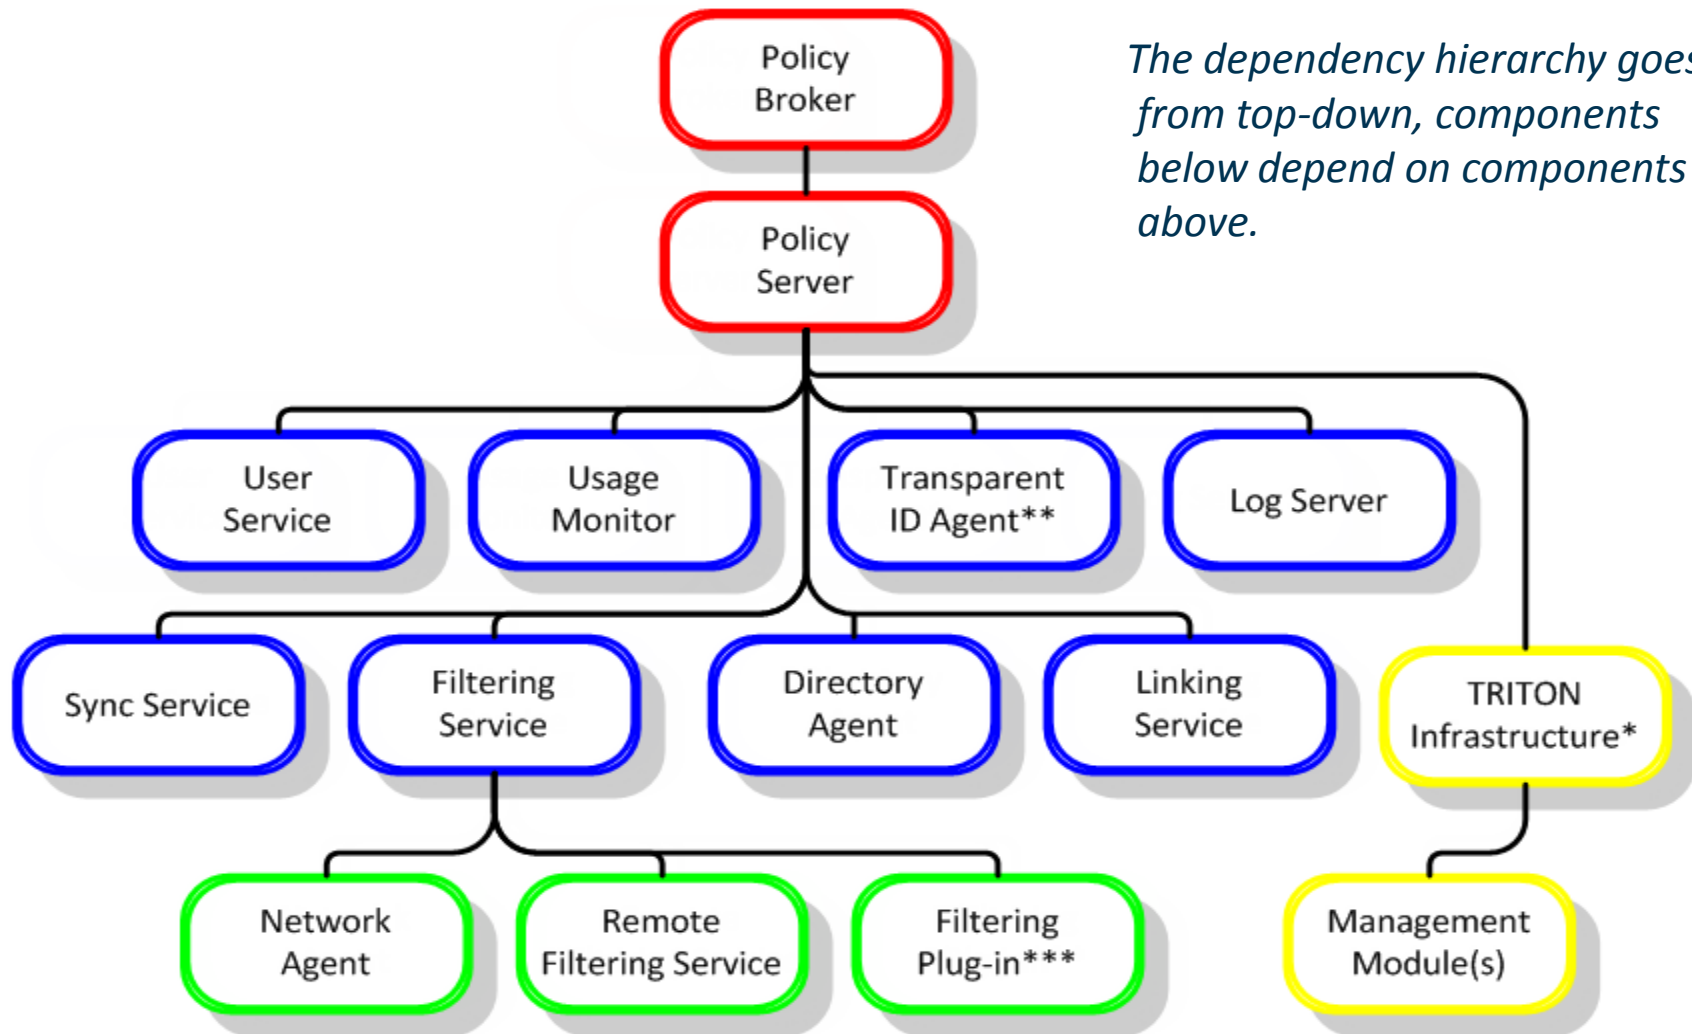 Policy
Broker
The dependency hierarchy goes
from top-down, components
below depend on components
above.
Policy
Server
User
Service
Usage
Monitor
Transparent
ID Agent**
Log Server
Sync Service
Filtering
Service
Directory
Agent
Linking
Service
TRITON
Infrastructure*
Network
Agent
Remote
Filtering Service
Filtering
Plug-in***
Management
Module(s)